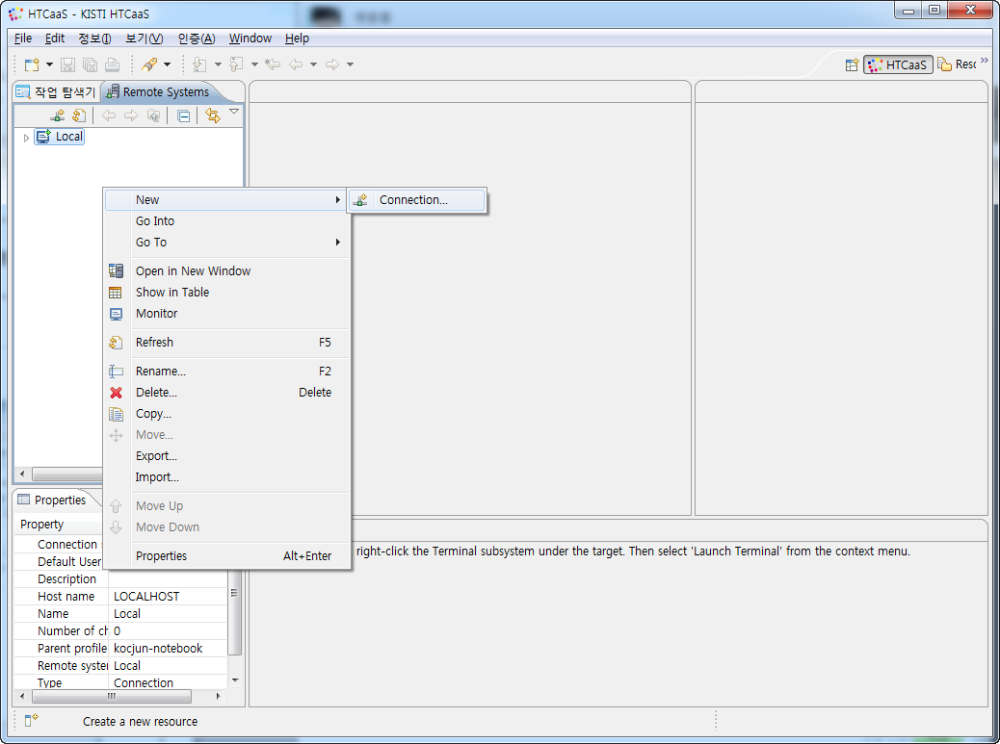 HTCaaS - KISTI HTCaaS
File Edit 정보(I) 보기(V) 인증(A) Window Help
HTCaaS Resc »
작업 탐색기 Remote Systems
Local
New
Connection...
Go Into
Go To
Open in New Window
Show in Table
Monitor
Refresh F5
Rename... F2
Delete... Delete
Copy...
Move...
Export...
Import...
Move Up
Move Down
Properties Alt+Enter
Properties
Property
Connection
Default User
Description
Host name LOCALHOST
Name Local
Number of ch 0
Parent profile kocjun-notebook
Remote syster Local
Type Connection
right-click the Terminal subsystem under the target. Then select 'Launch Terminal' from the context menu.
Create a new resource